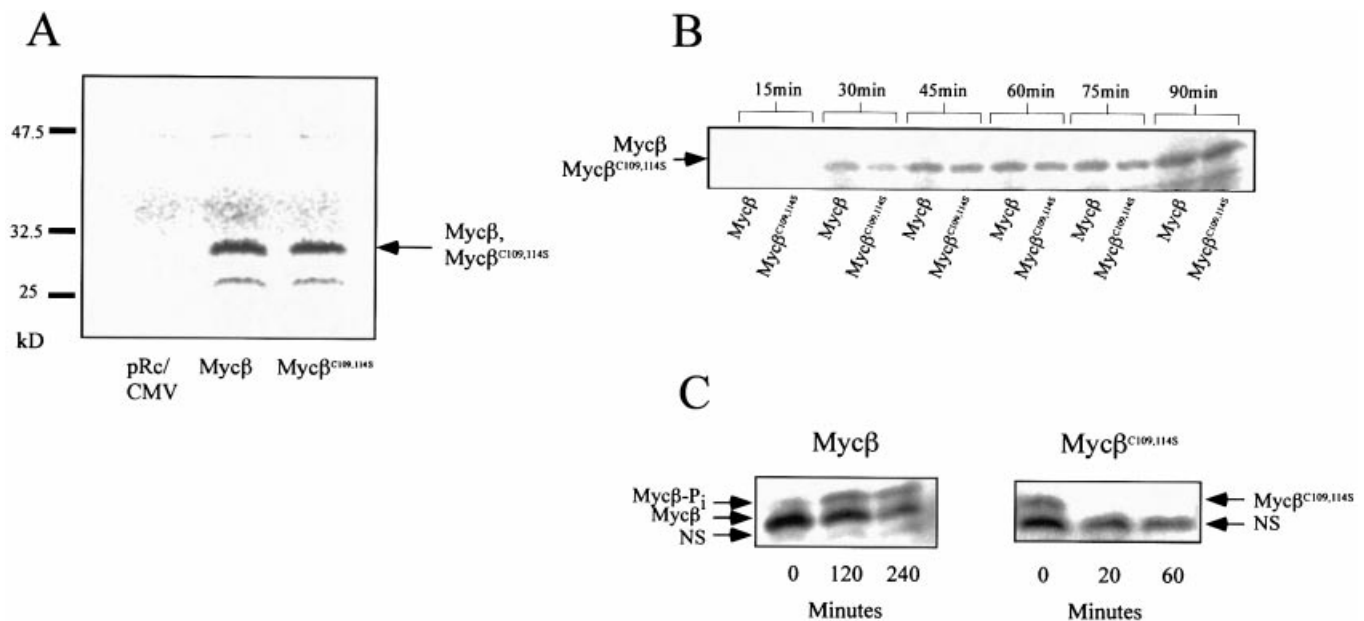 A
47.5
32.5
25
kD
Mycβ,
MycβC109,114S
pRc/
CMV
Mycβ
MycβC109,114S
B
15min
30min
45min
60min
75min
90min
Mycβ
MycβC109,114S
Mycβ
MycβC109,114S
Mycβ
MycβC109,114S
Mycβ
MycβC109,114S
Mycβ
MycβC109,114S
Mycβ
MycβC109,114S
Mycβ
MycβC109,114S
C
Mycβ
Mycβ-Pi
Mycβ
NS
0 120 240
Minutes
MycβC109,114S
MycβC109,114S
NS
0 20 60
Minutes